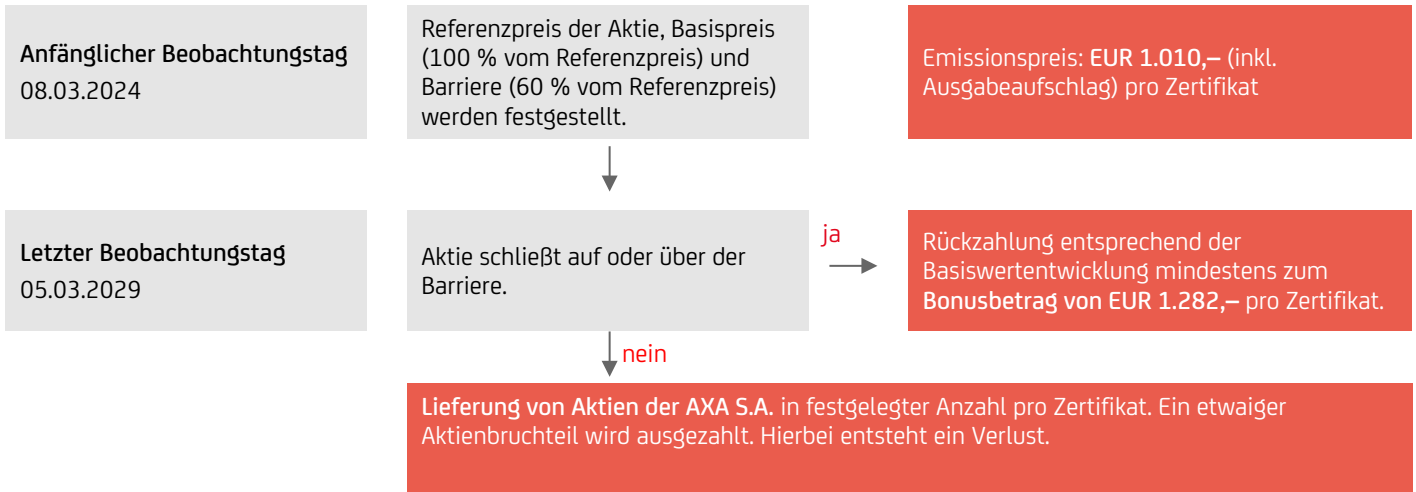 Anfänglicher Beobachtungstag
08.03.2024
Referenzpreis der Aktie, Basispreis
(100 % vom Referenzpreis) und
Barriere (60 % vom Referenzpreis)
werden festgestellt.
Emissionspreis: EUR 1.010,– (inkl.
Ausgabeaufschlag) pro Zertifikat
Letzter Beobachtungstag
05.03.2029
Aktie schließt auf oder über der
Barriere.
ja
Rückzahlung entsprechend der
Basiswertentwicklung mindestens zum
Bonusbetrag von EUR 1.282,– pro Zertifikat.
nein
Lieferung von Aktien der AXA S.A. in festgelegter Anzahl pro Zertifikat. Ein etwaiger
Aktienbruchteil wird ausgezahlt. Hierbei entsteht ein Verlust.